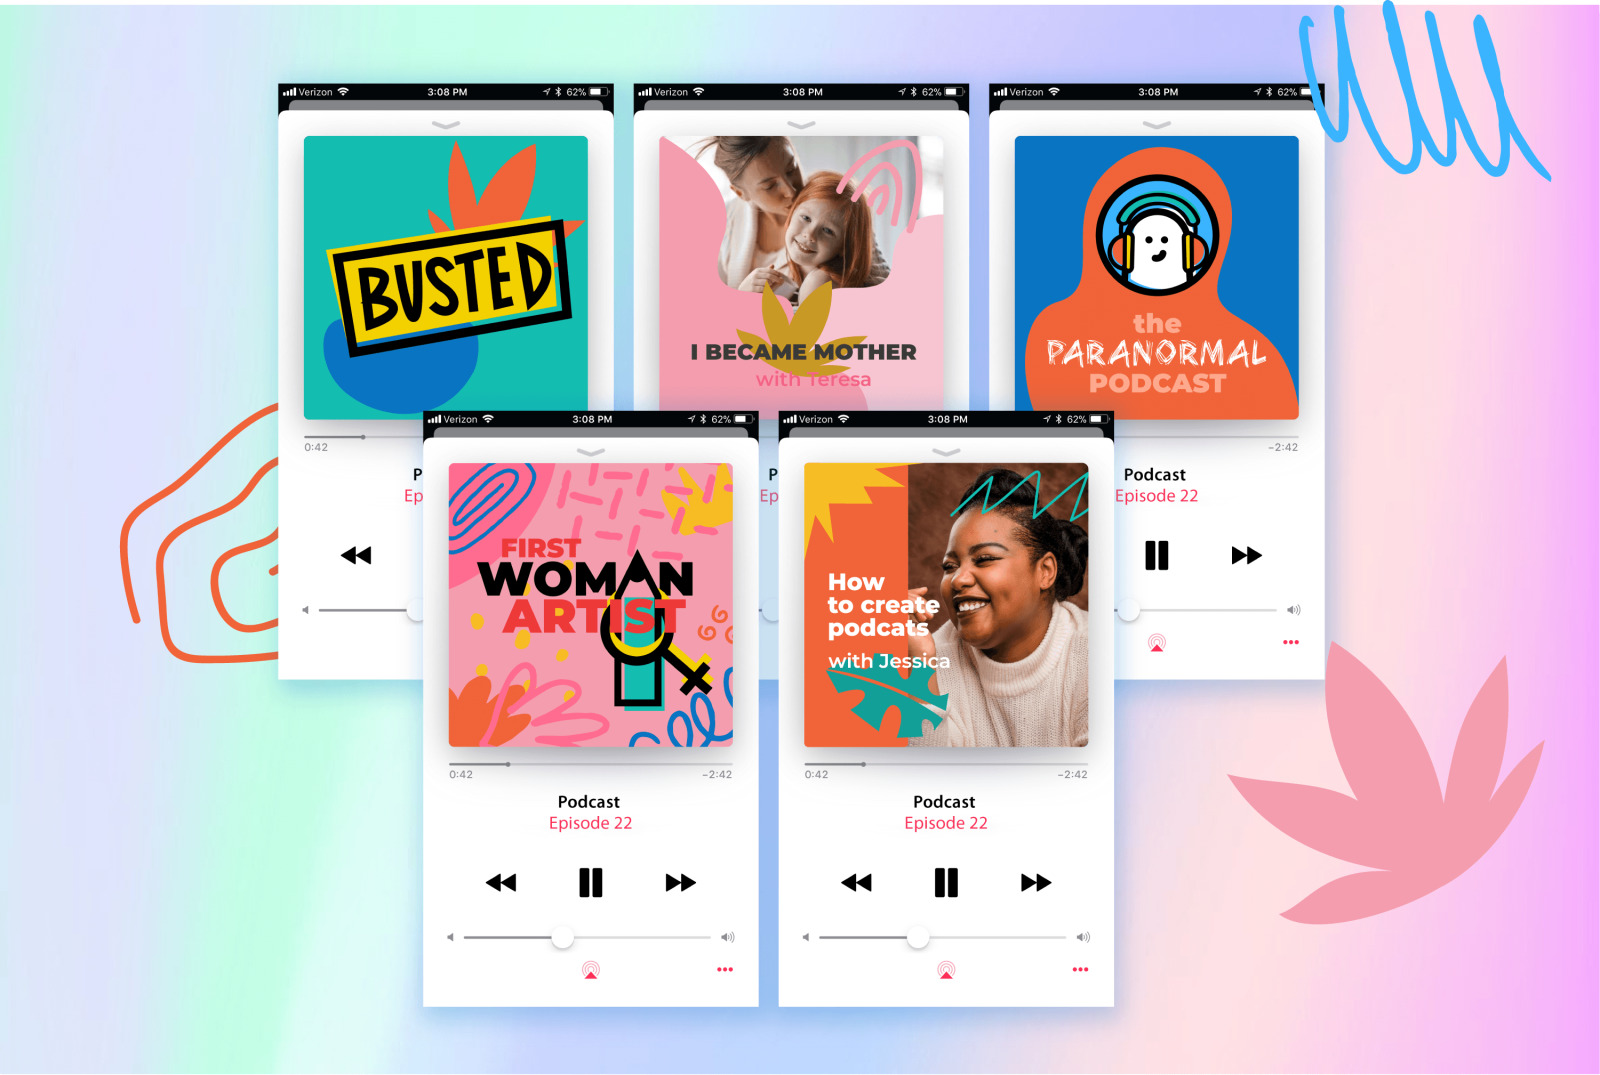 Verizon 3:08 PM 62%
BUSTED
0:42
P
Ep
Verizon 3:08 PM 62%
I BECAME MOTHER
with Teresa
P
Ep
Verizon 3:08 PM 62%
the
PARANORMAL
PODCAST
-2:42
Podcast
Episode 22
Verizon 3:08 PM 62%
FIRST
WOMAN
ARTIST
0:42 -2:42
Podcast
Episode 22
Verizon 3:08 PM 62%
How
to create
podcats
with Jessica
0:42 -2:42
Podcast
Episode 22